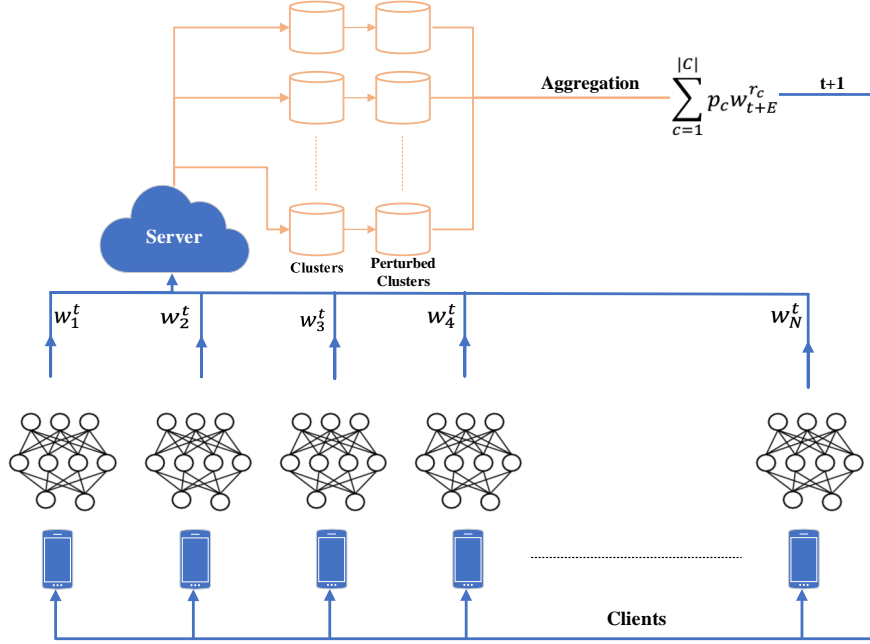 |C|
Aggregation
∑ p_c w_{t+E}^{r_c}
t+1
c=1
Server
Clusters
Perturbed
Clusters
w_1^t
w_2^t
w_3^t
w_4^t
w_N^t
Clients